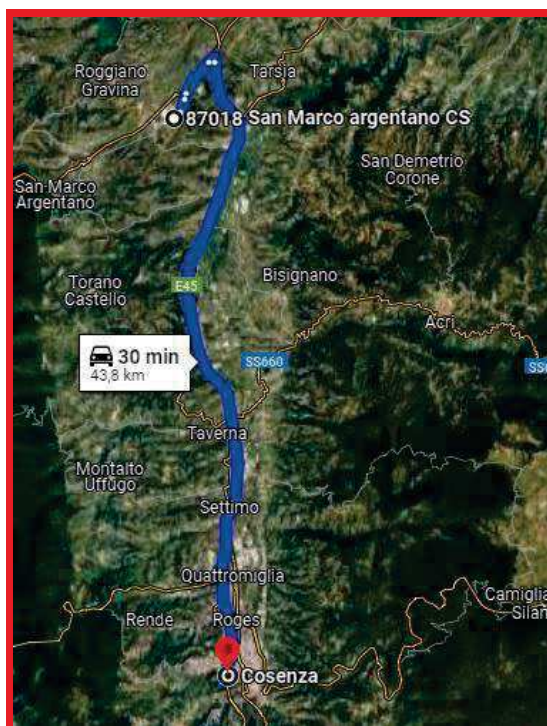 Roggiano
Gravina
Tarsia
87018 San Marco argentano CS
San Marco
Argentano
San Demetrio
Corone
Torano
Castello
E45
Bisignano
Acri
30 min
43,8 km
SS660
Taverna
Montalto
Uffugo
Settimo
Quattromiglia
Rende
Roges
Camiglia
Silan
Cosenza